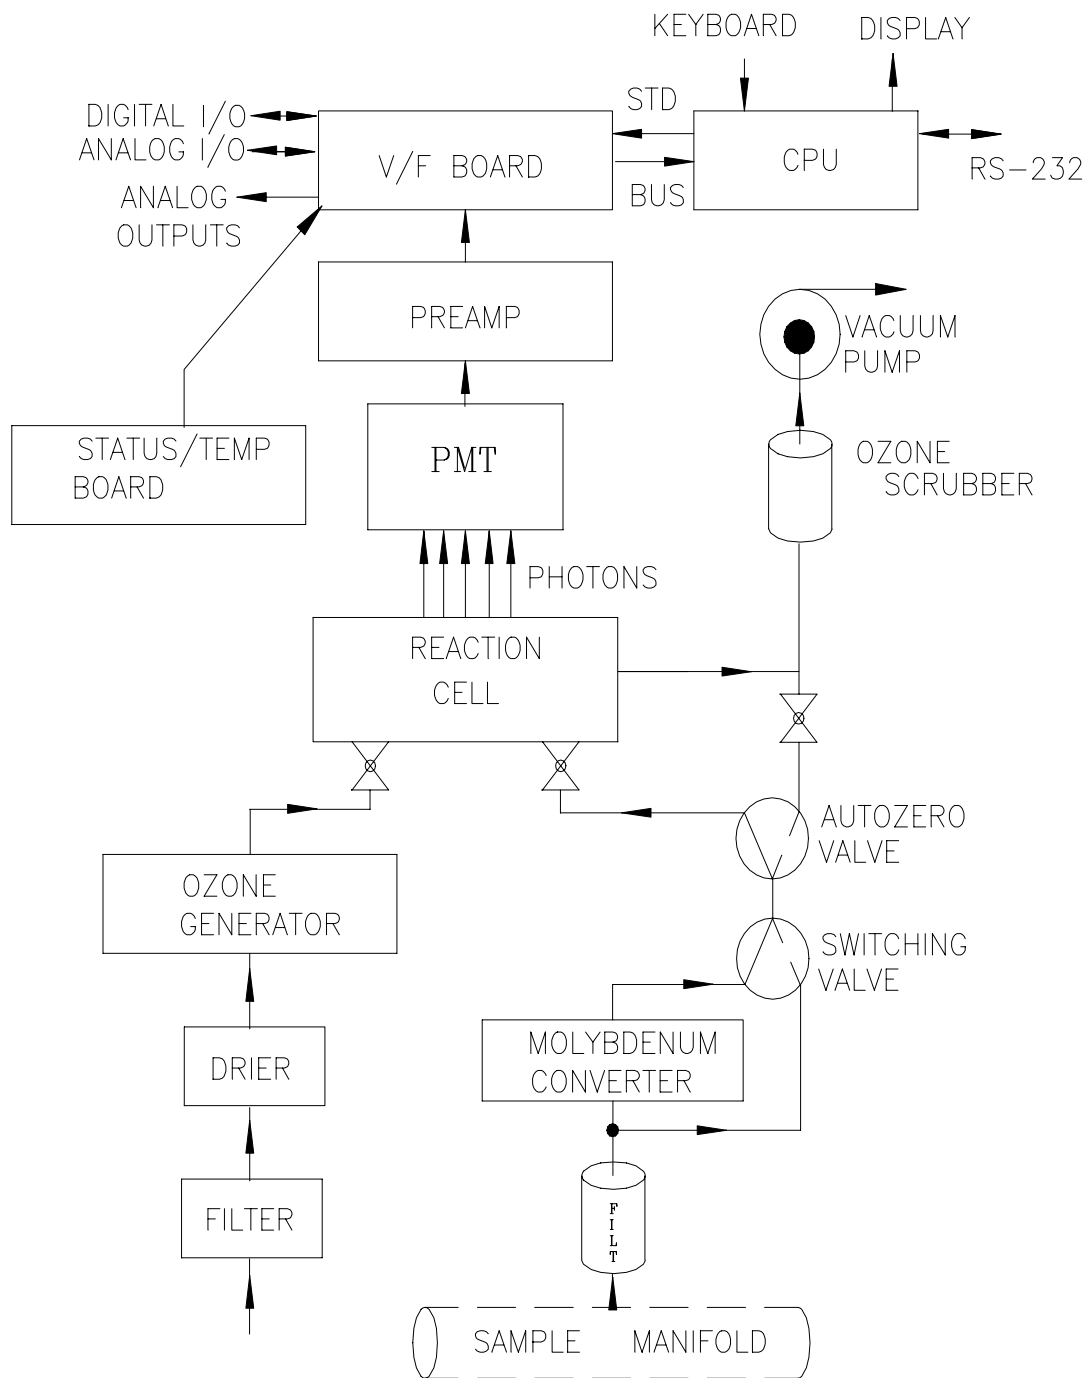 KEYBOARD
DISPLAY
DIGITAL I/O
ANALOG I/O
ANALOG
OUTPUTS
V/F BOARD
STD
BUS
CPU
RS-232
PREAMP
VACUUM
PUMP
STATUS/TEMP
BOARD
PMT
OZONE
SCRUBBER
PHOTONS
REACTION
CELL
AUTOZERO
VALVE
OZONE
GENERATOR
SWITCHING
VALVE
DRIER
MOLYBDENUM
CONVERTER
FILTER
FILT
SAMPLE MANIFOLD